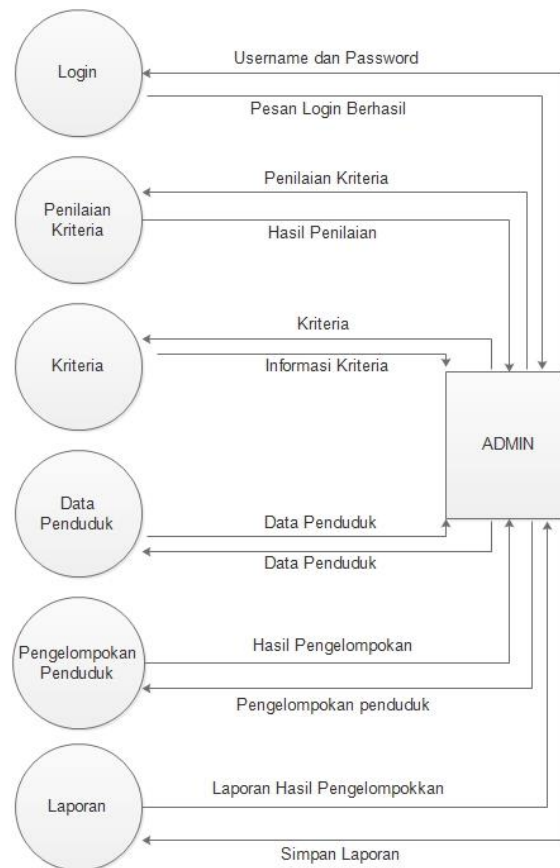 Username dan Password
Login
Pesan Login Berhasil
Penilaian Kriteria
Penilaian
Kriteria
Hasil Penilaian
Kriteria
Kriteria
Informasi Kriteria
ADMIN
Data
Penduduk
Data Penduduk
Data Penduduk
Pengelompokan
Penduduk
Hasil Pengelompokan
Pengelompokan penduduk
Laporan
Laporan Hasil Pengelompokkan
Simpan Laporan